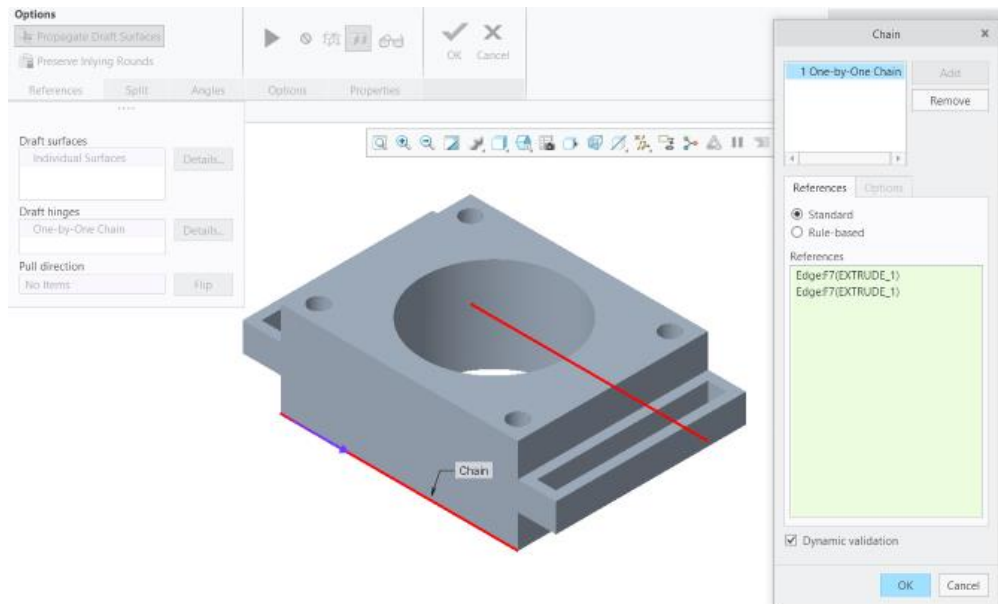 Options
Propagate Draft Surfaces
Preserve Inlying Rounds
OK Cancel
References Split Angles Options Properties
Draft surfaces
Individual Surfaces
Details...
Draft hinges
One-by-One Chain
Details...
Pull direction
No Items
Flip
Chain
Chain
1 One-by-One Chain
Add
Remove
References Options
Standard
Rule-based
References
Edge:F7(EXTRUDE_1)
Edge:F7(EXTRUDE_1)
Dynamic validation
OK Cancel